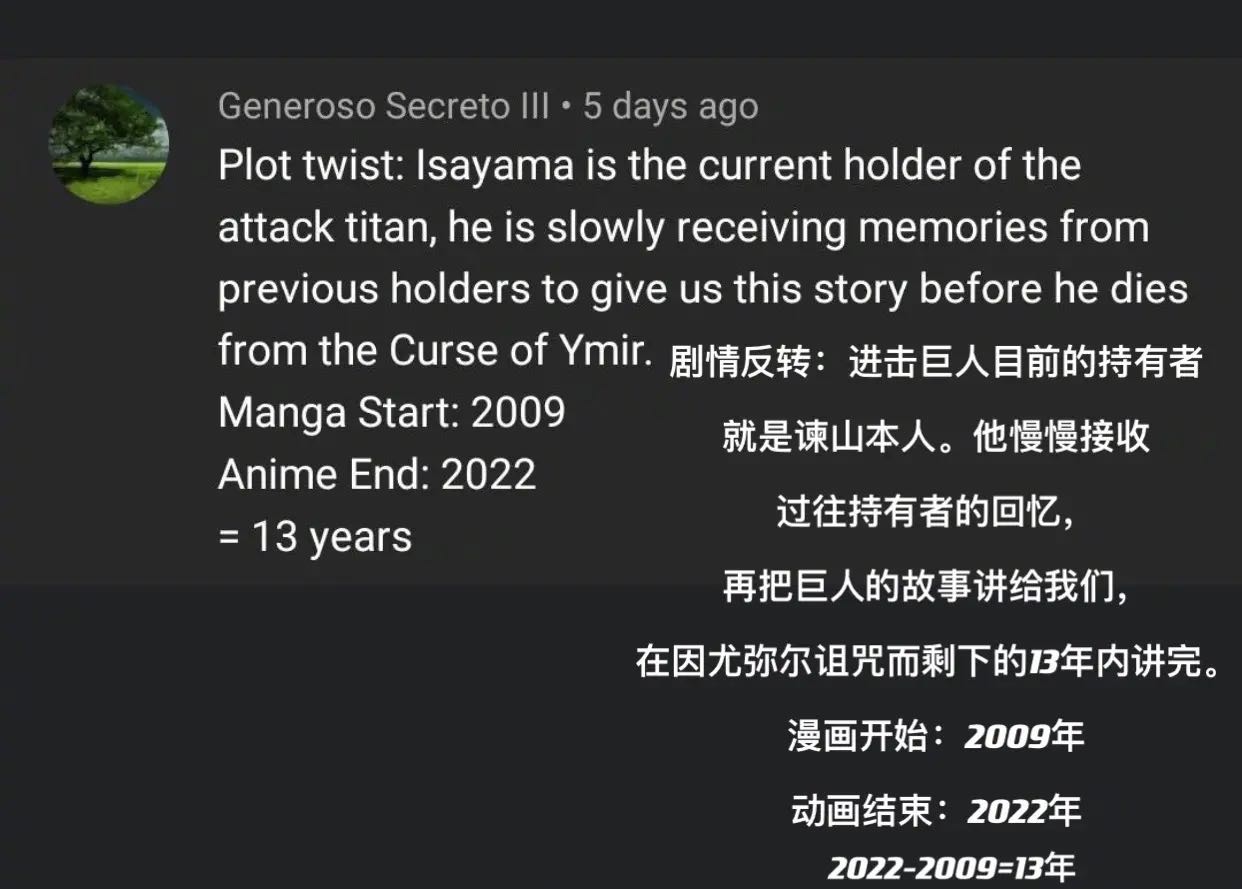 Generoso Secreto III • 5 days ago
Plot twist: Isayama is the current holder of the
attack titan, he is slowly receiving memories from
previous holders to give us this story before he dies
from the Curse of Ymir.
Manga Start: 2009
Anime End: 2022
= 13 years
剧情反转：进击巨人目前的持有者
就是谏山本人。他慢慢接收
过往持有者的回忆，
再把巨人的故事讲给我们，
在因尤弥尔诅咒而剩下的13年内讲完。
漫画开始：2009年
动画结束：2022年
2022-2009=13年